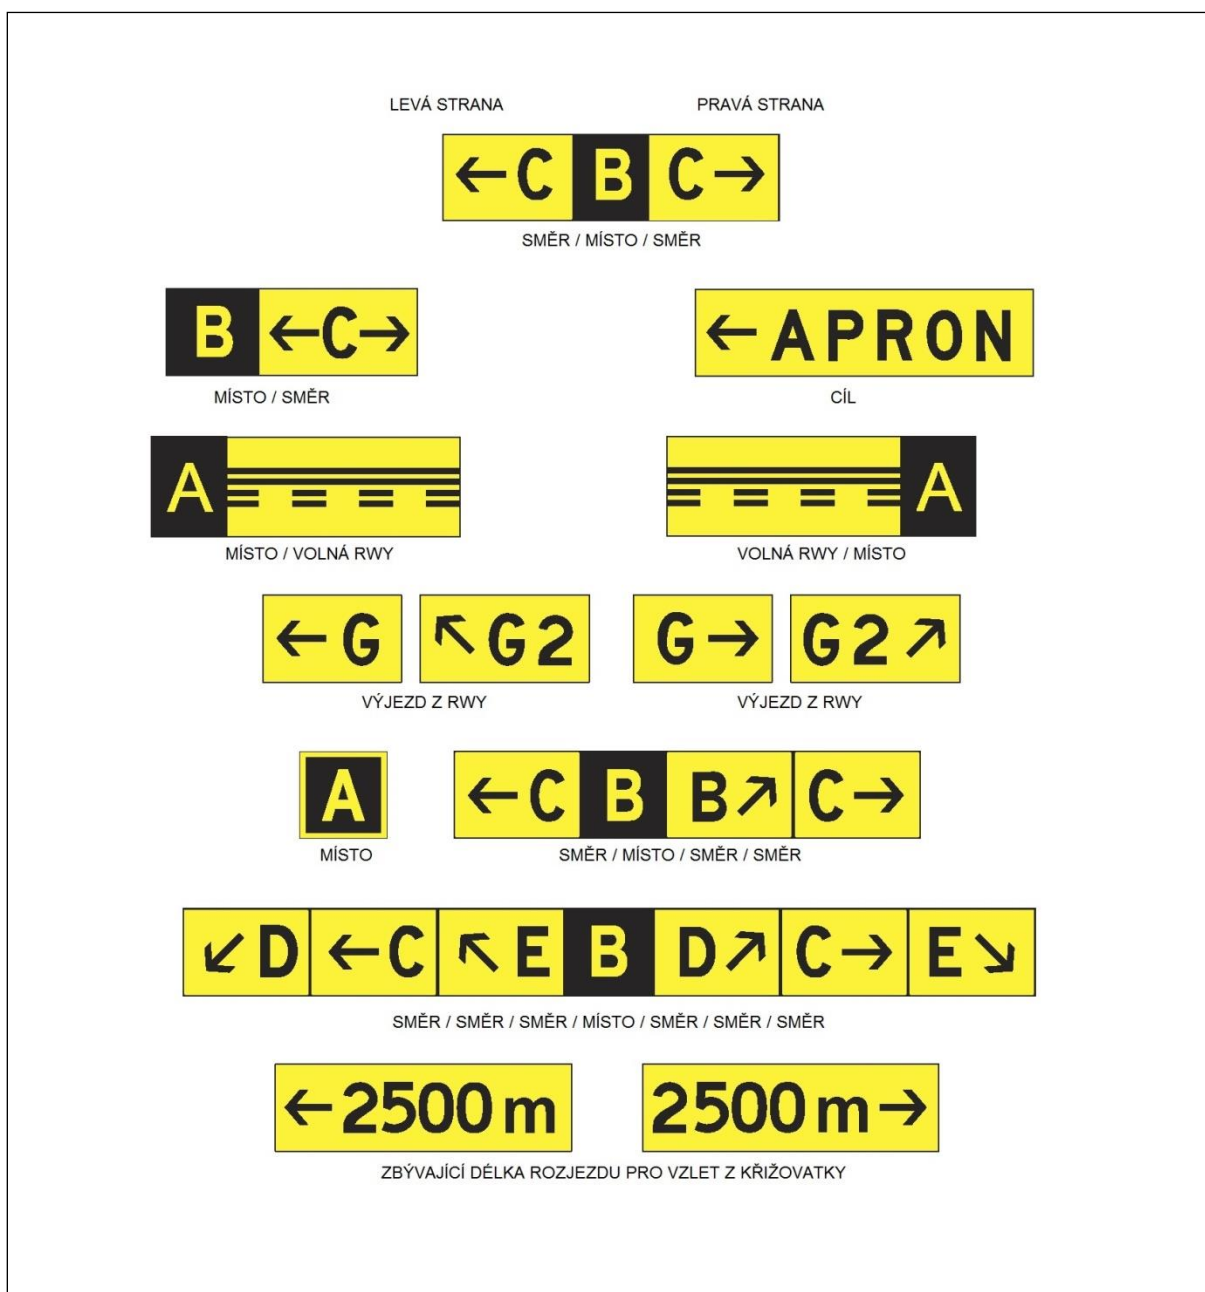 LEVÁ STRANA PRAVÁ STRANA
←C B C→
SMĚR / MÍSTO / SMĚR
B ←C→ ←APRON
MÍSTO / SMĚR CÍL
A A
MÍSTO / VOLNÁ RWY VOLNÁ RWY / MÍSTO
←G ↖G2 G→ G2↗
VÝJEZD Z RWY VÝJEZD Z RWY
A ←C B B↗ C→
MÍSTO SMĚR / MÍSTO / SMĚR / SMĚR
↙D ←C ↖E B D↗ C→ E↘
SMĚR / SMĚR / SMĚR / MÍSTO / SMĚR / SMĚR / SMĚR
←2500m 2500m→
ZBÝVAJÍCÍ DÉLKA ROZJEZDU PRO VZLET Z KŘIŽOVATKY